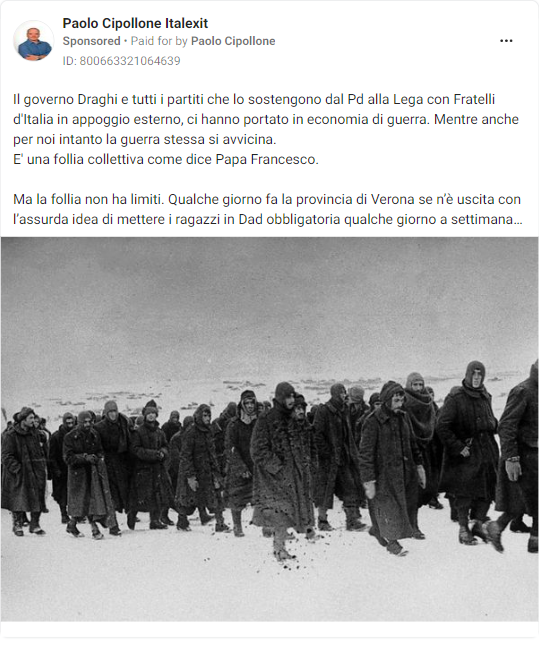 Paolo Cipollone Italexit
Sponsored • Paid for by Paolo Cipollone
ID: 800663321064639
Il governo Draghi e tutti i partiti che lo sostengono dal Pd alla Lega con Fratelli
d'Italia in appoggio esterno, ci hanno portato in economia di guerra. Mentre anche
per noi intanto la guerra stessa si avvicina.
E' una follia collettiva come dice Papa Francesco.
Ma la follia non ha limiti. Qualche giorno fa la provincia di Verona se n’è uscita con
l’assurda idea di mettere i ragazzi in Dad obbligatoria qualche giorno a settimana…